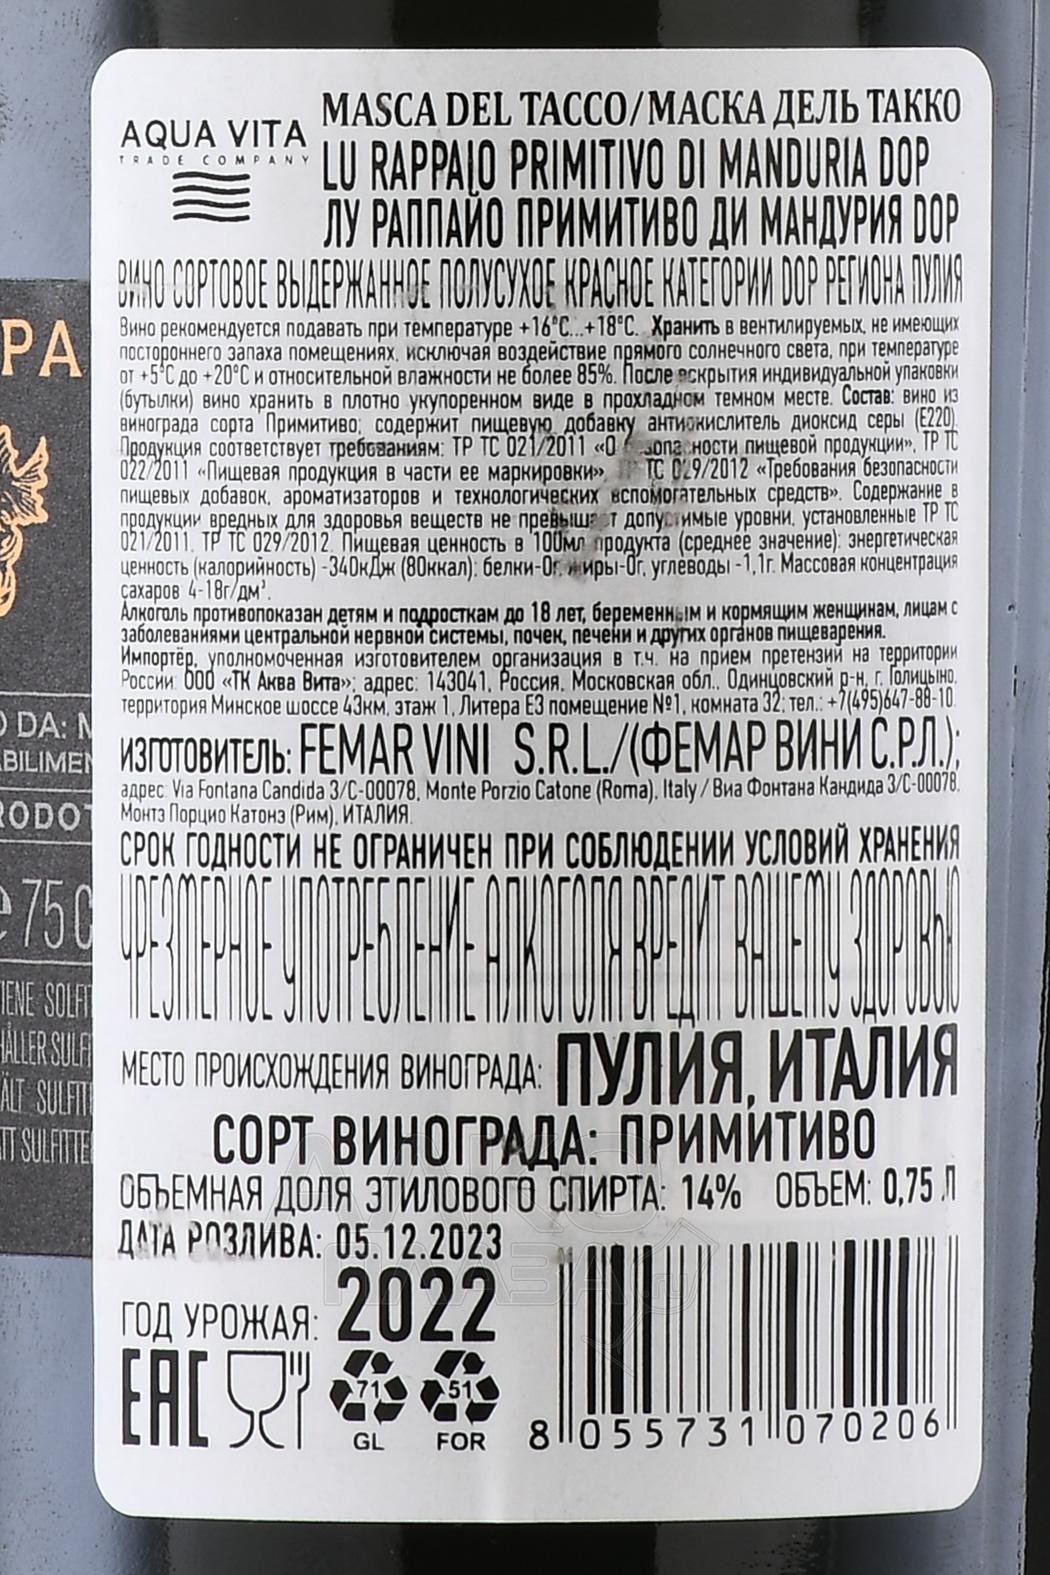 AQUA VITA
TRADE COMPANY
MASCA DEL TACCO/МАСКА ДЕЛЬ ТАККО
LU RAPPAIO PRIMITIVO DI MANDURIA DOP
ЛУ РАППАЙО ПРИМИТИВО ДИ МАНДУРИЯ DOP
ВИНО СОРТОВОЕ ВЫДЕРЖАННОЕ ПОЛУСУХОЕ КРАСНОЕ КАТЕГОРИИ DOP РЕГИОНА ПУЛИЯ
Вино рекомендуется подавать при температуре +16°С...+18°С. Хранить в вентилируемых, не имеющих
постороннего запаха помещениях, исключая воздействие прямого солнечного света, при температуре
от +5°С до +20°С и относительной влажности не более 85%. После вскрытия индивидуальной упаковки
(бутылки) вино хранить в плотно укупоренном виде в прохладном темном месте. Состав: вино из
винограда сорта Примитиво; содержит пищевую добавку антиокислитель диоксид серы (Е220).
Продукция соответствует требованиям: ТР ТС 021/2011 «О безопасности пищевой продукции», ТР ТС
022/2011 «Пищевая продукция в части ее маркировки», ТС 029/2012 «Требования безопасности
пищевых добавок, ароматизаторов и технологических вспомогательных средств». Содержание в
продукции вредных для здоровья веществ не превышает допустимые уровни, установленные ТР ТС
021/2011, ТР ТС 029/2012. Пищевая ценность в 100мл продукта (среднее значение): энергетическая
ценность (калорийность) -340кДж (80ккал); белки-0г, жиры-0г, углеводы -1,1г. Массовая концентрация
сахаров 4-18г/дм³.
Алкоголь противопоказан детям и подросткам до 18 лет, беременным и кормящим женщинам, лицам с
заболеваниями центральной нервной системы, почек, печени и других органов пищеварения.
Импортёр, уполномоченная изготовителем организация в т.ч. на прием претензий на территории
России: ООО «ТК Аква Вита»; адрес: 143041, Россия, Московская обл., Одинцовский р-н, г. Голицыно,
территория Минское шоссе 43км, этаж 1, Литера Е3 помещение №1, комната 32; тел.: +7(495)647-88-10.
ИЗГОТОВИТЕЛЬ: FEMAR VINI S.R.L./(ФЕМАР ВИНИ С.Р.Л.);
адрес: Via Fontana Candida 3/C-00078, Monte Porzio Catone (Roma), Italy / Виа Фонтана Кандида 3/С-00078,
Монтэ Порцио Катонэ (Рим), ИТАЛИЯ.
СРОК ГОДНОСТИ НЕ ОГРАНИЧЕН ПРИ СОБЛЮДЕНИИ УСЛОВИЙ ХРАНЕНИЯ
ЧРЕЗМЕРНОЕ УПОТРЕБЛЕНИЕ АЛКОГОЛЯ ВРЕДИТ ВАШЕМУ ЗДОРОВЬЮ
МЕСТО ПРОИСХОЖДЕНИЯ ВИНОГРАДА: ПУЛИЯ, ИТАЛИЯ
СОРТ ВИНОГРАДА: ПРИМИТИВО
ОБЪЕМНАЯ ДОЛЯ ЭТИЛОВОГО СПИРТА: 14% ОБЪЕМ: 0,75 Л
ДАТА РОЗЛИВА: 05.12.2023
ГОД УРОЖАЯ: 2022
EAC
71
GL
51
FOR
8 055731 070206
PA
DA:
75
SULFIT